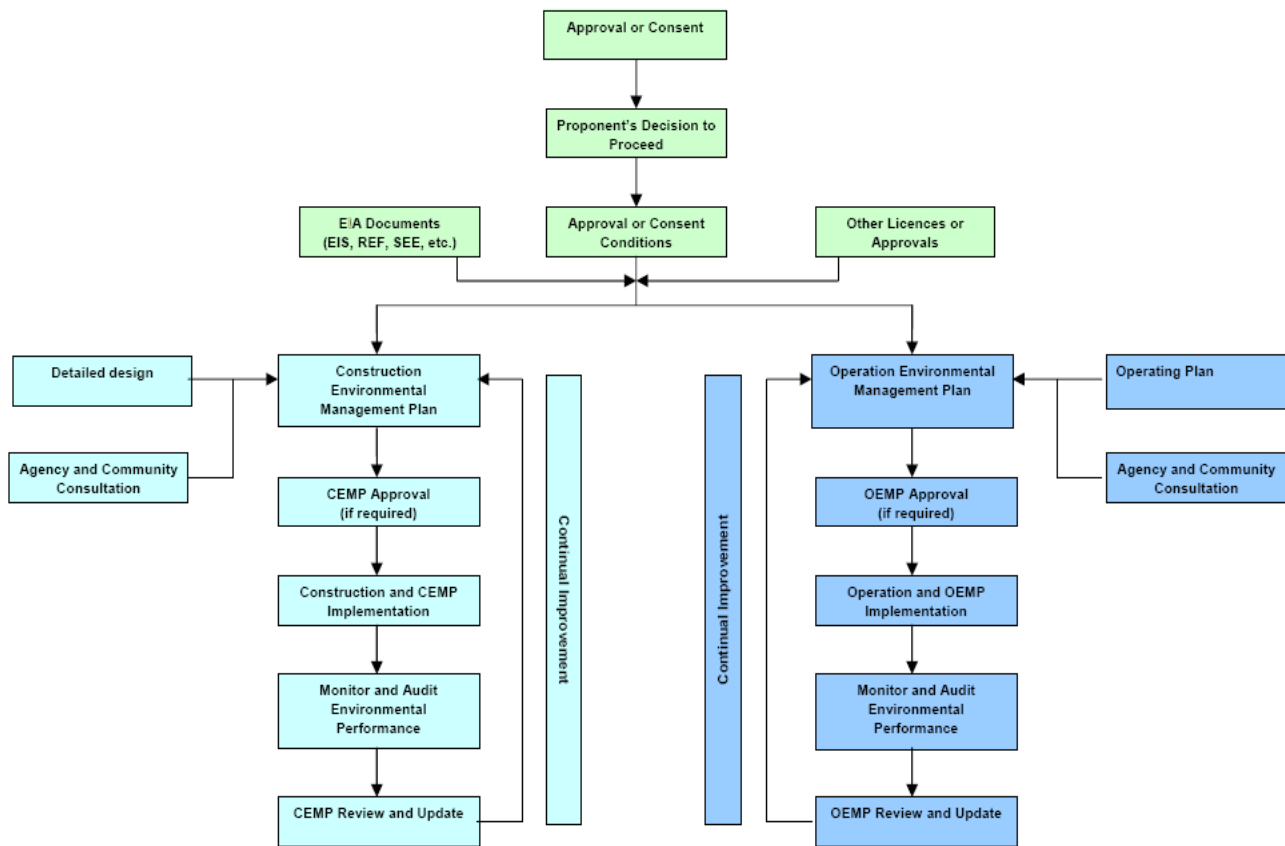 Approval or Consent
Proponent's Decision to
Proceed
EIA Documents
(EIS, REF, SEE, etc.)
Approval or Consent
Conditions
Other Licences or
Approvals
Detailed design
Agency and Community
Consultation
Construction
Environmental
Management Plan
CEMP Approval
(if required)
Construction and CEMP
Implementation
Monitor and Audit
Environmental
Performance
CEMP Review and Update
Continual Improvement
Continual Improvement
Operation Environmental
Management Plan
OEMP Approval
(if required)
Operation and OEMP
Implementation
Monitor and Audit
Environmental
Performance
OEMP Review and Update
Operating Plan
Agency and Community
Consultation